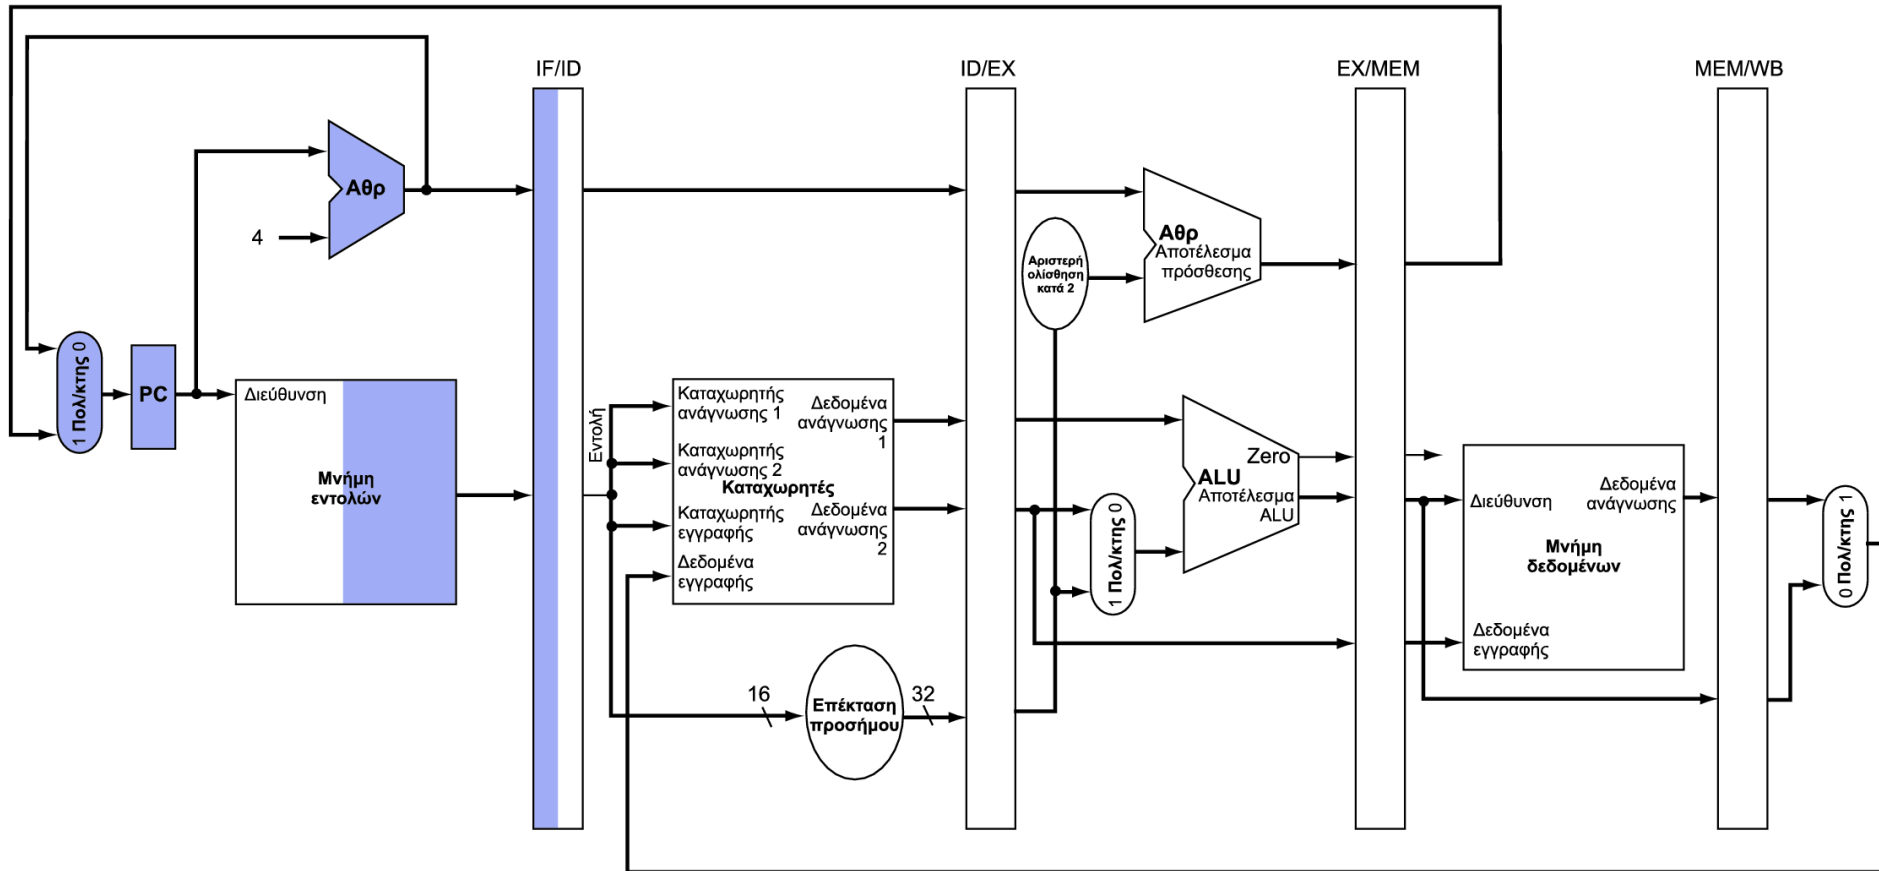 IF/ID
ID/EX
EX/MEM
MEM/WB
Αθρ
4
Αθρ
Αποτέλεσμα
πρόσθεσης
Αριστερή
ολίσθηση
κατά 2
1 Πολ/κτης 0
PC
Διεύθυνση
Μνήμη
εντολών
Εντολή
Καταχωρητής
ανάγνωσης 1
Καταχωρητής
ανάγνωσης 2
Καταχωρητές
Καταχωρητής
εγγραφής
Δεδομένα
εγγραφής
Δεδομένα
ανάγνωσης
1
Δεδομένα
ανάγνωσης
2
16
Επέκταση
προσήμου
32
1 Πολ/κτης 0
Zero
ALU
Αποτέλεσμα
ALU
Διεύθυνση
Δεδομένα
ανάγνωσης
Μνήμη
δεδομένων
Δεδομένα
εγγραφής
0 Πολ/κτης 1